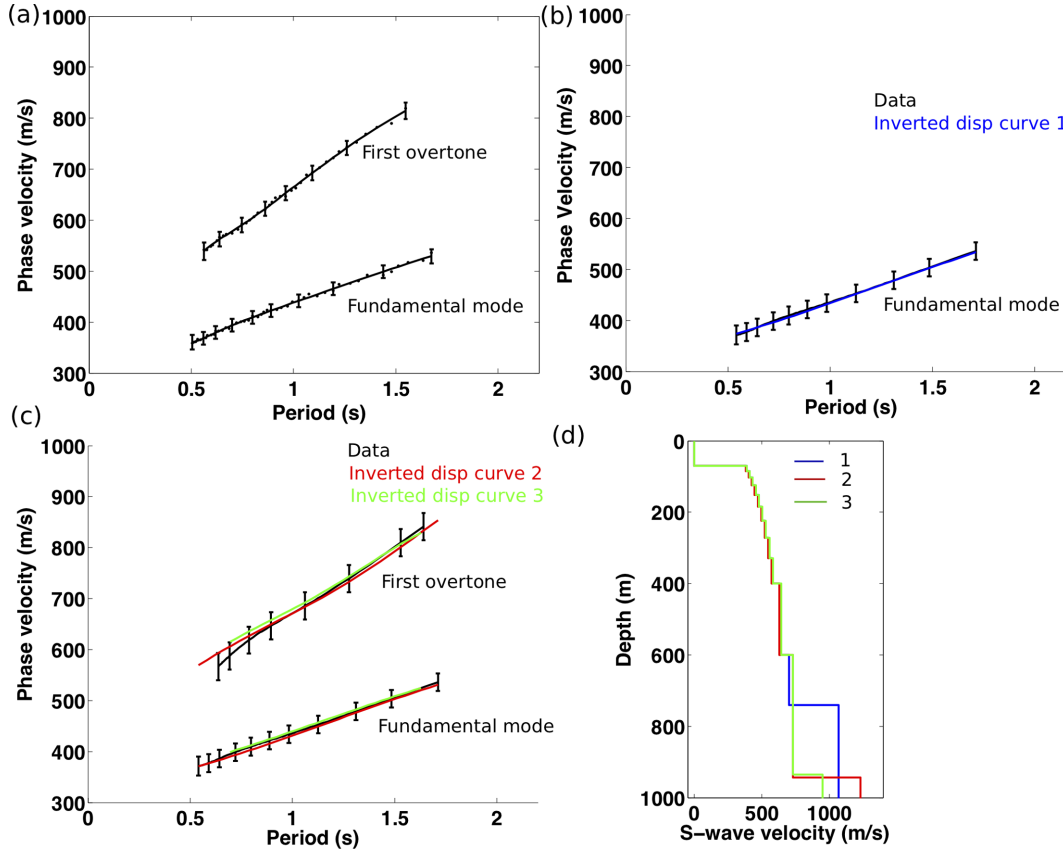 (a)
1000
900
800
700
600
500
400
300
Phase velocity (m/s)
First overtone
Fundamental mode
0
0.5
1
1.5
2
Period (s)
(b)
1000
900
800
700
600
500
400
300
Phase Velocity (m/s)
Data
Inverted disp curve 1
Fundamental mode
0
0.5
1
1.5
2
Period (s)
(c)
1000
900
800
700
600
500
400
300
Phase velocity (m/s)
Data
Inverted disp curve 2
Inverted disp curve 3
First overtone
Fundamental mode
0
0.5
1
1.5
2
Period (s)
(d)
0
200
400
600
800
1000
Depth (m)
1
2
3
0
500
1000
S-wave velocity (m/s)